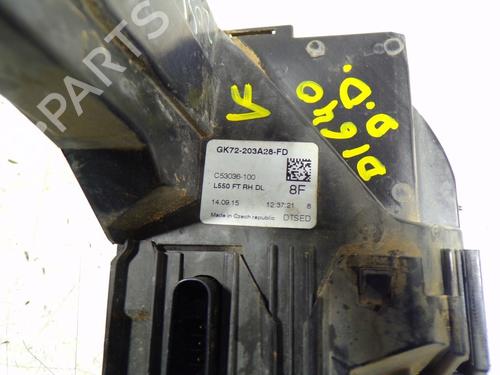 PARTS
GK72-203A28-FD
C53036-100
8F
L550 FT RH DL
14.09.15 12:37:21 8
Made in Czech republic DTSED
D1640
D.D.